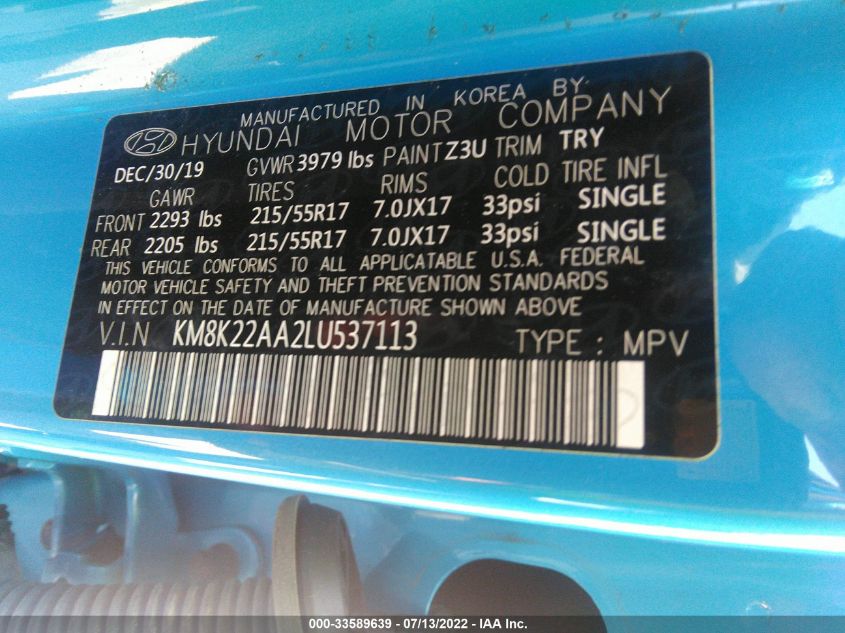 MANUFACTURED IN KOREA BY:
HYUNDAI MOTOR COMPANY
DEC/30/19 GVWR 3979 lbs PAINT Z3U TRIM TRY
GAWR TIRES RIMS COLD TIRE INFL
FRONT 2293 lbs 215/55R17 7.0JX17 33psi SINGLE
REAR 2205 lbs 215/55R17 7.0JX17 33psi SINGLE
THIS VEHICLE CONFORMS TO ALL APPLICATABLE U.S.A. FEDERAL
MOTOR VEHICLE SAFETY AND THEFT PREVENTION STANDARDS
IN EFFECT ON THE DATE OF MANUFACTURE SHOWN ABOVE.
V.I.N KM8K22AA2LU537113 TYPE : MPV
000-33589639 - 07/13/2022 - IAA Inc.